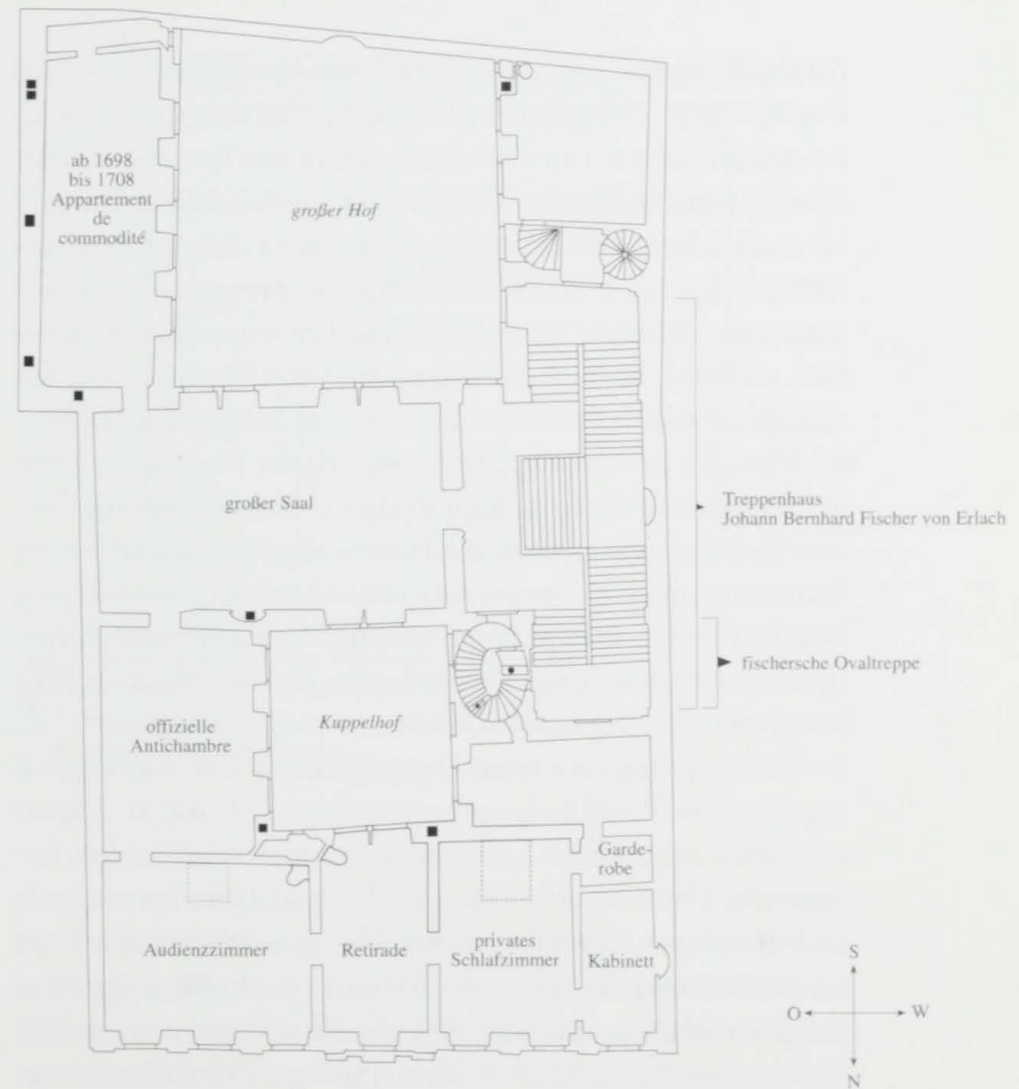 ab 1698
bis 1708
Appartement
de
commodité
großer Hof
großer Saal
Treppenhaus
Johann Bernhard Fischer von Erlach
fischersche Ovaltreppe
offizielle
Antichambre
Kuppelhof
Garde-
robe
Audienzzimmer
Retirade
privates
Schlafzimmer
Kabinett
S
O
W
N